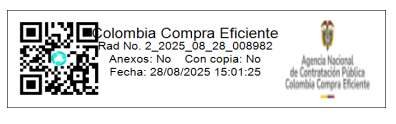 Colombia Compra Eficiente
Rad No. 2_2025_08_28_008982
Anexos: No Con copia: No
Fecha: 28/08/2025 15:01:25
Agencia Nacional
de Contratación Pública
Colombia Compra Eficiente